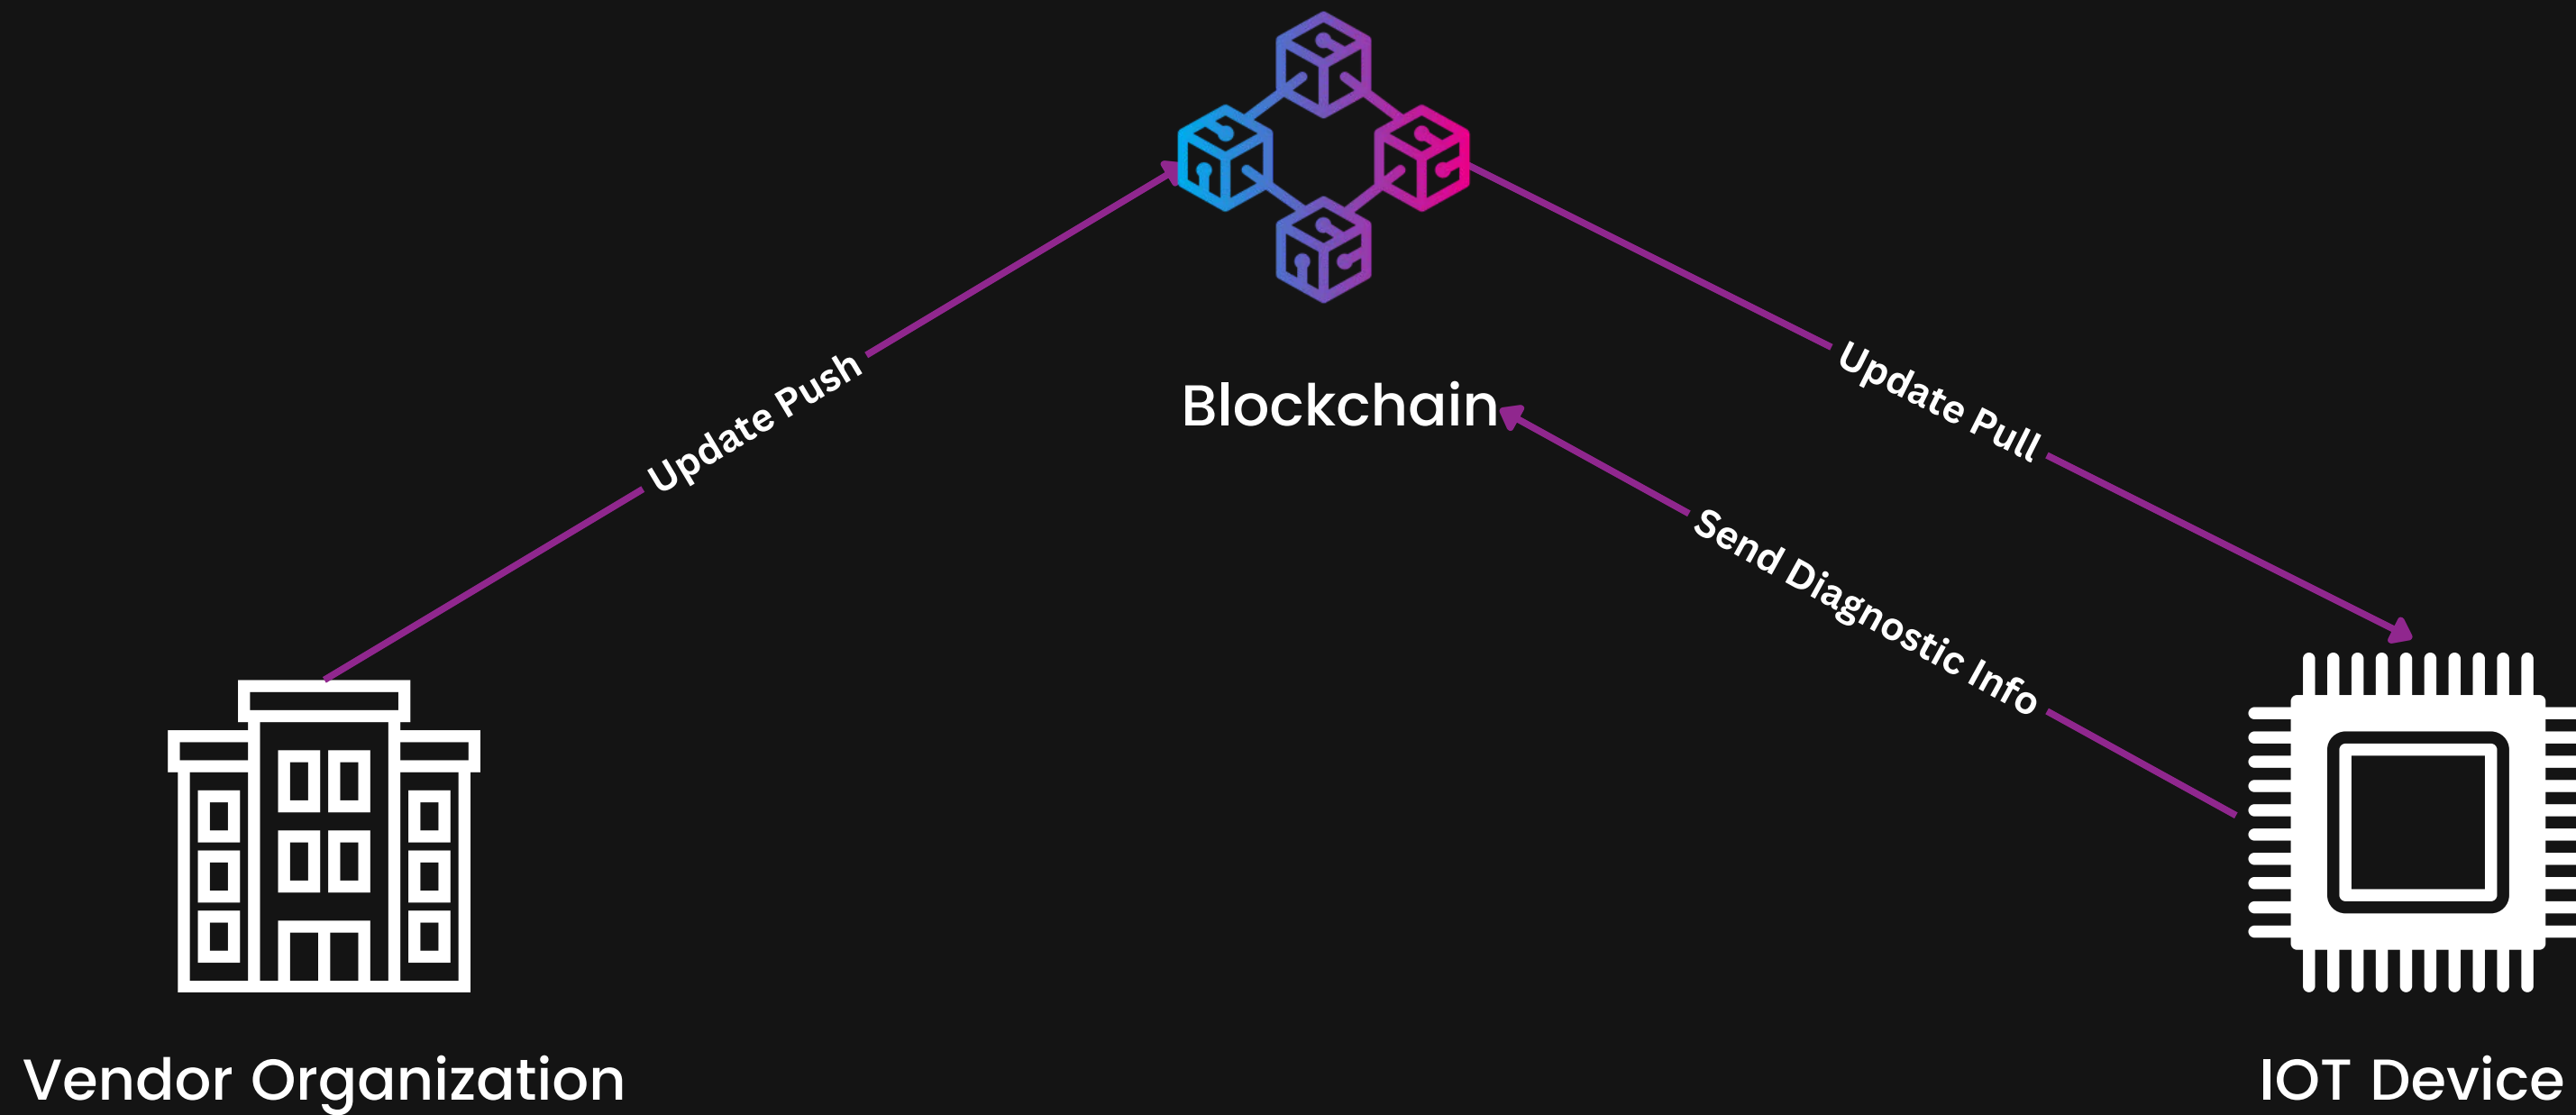 Update Push
Blockchain
Update Pull
Send Diagnostic Info
Vendor Organization
IOT Device